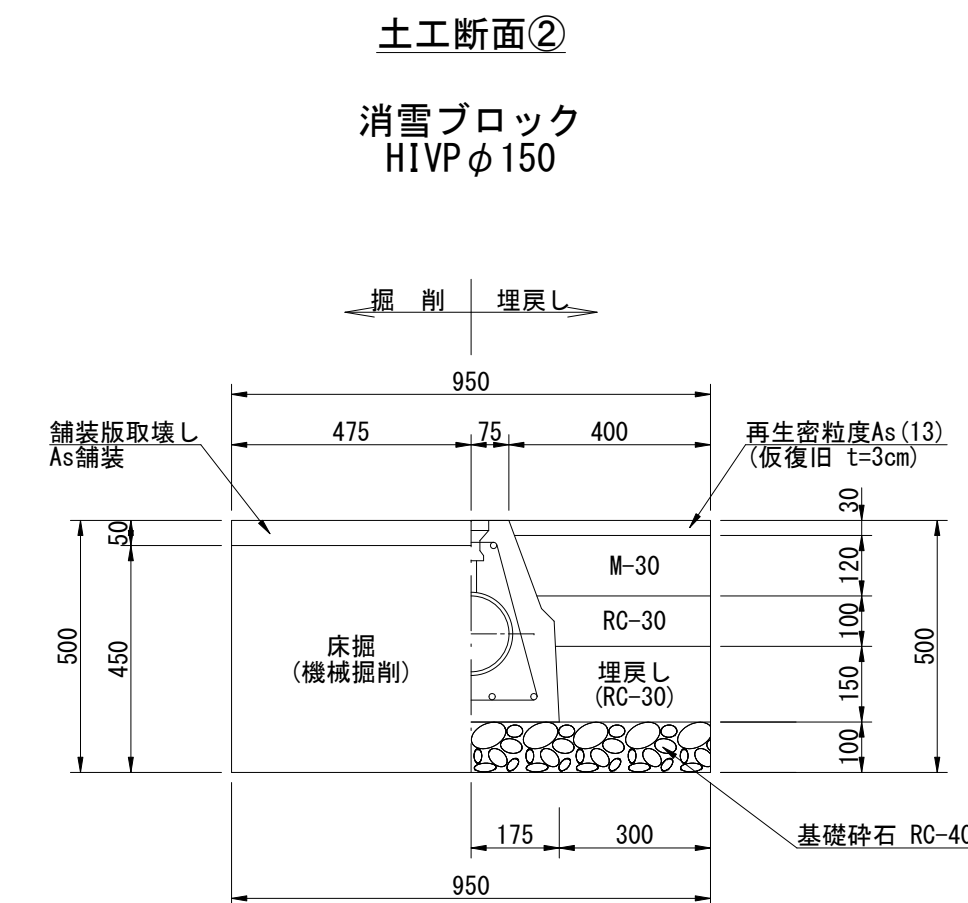 土工断面②
消雪ブロック
HIVPφ150
掘 削 埋戻し
950
475 75 400
舗装版取壊し
As舗装
再生密粒度As(13)
(仮復旧 t=3cm)
50
450
500
30
120
100
150
100
500
M-30
RC-30
床掘
(機械掘削)
埋戻し
(RC-30)
175 300
基礎砕石 RC-40
950